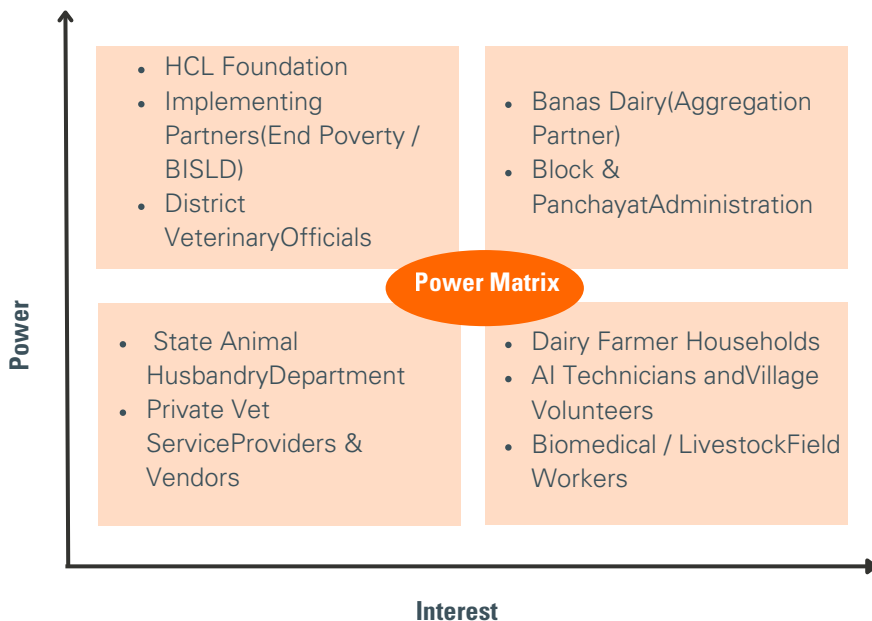 • HCL Foundation
• Implementing
Partners(End Poverty /
BISLD)
• District
VeterinaryOfficials
• Banas Dairy(Aggregation
Partner)
• Block &
PanchayatAdministration
Power Matrix
Power
• State Animal
HusbandryDepartment
• Private Vet
ServiceProviders &
Vendors
• Dairy Farmer Households
• AI Technicians andVillage
Volunteers
• Biomedical / LivestockField
Workers
Interest